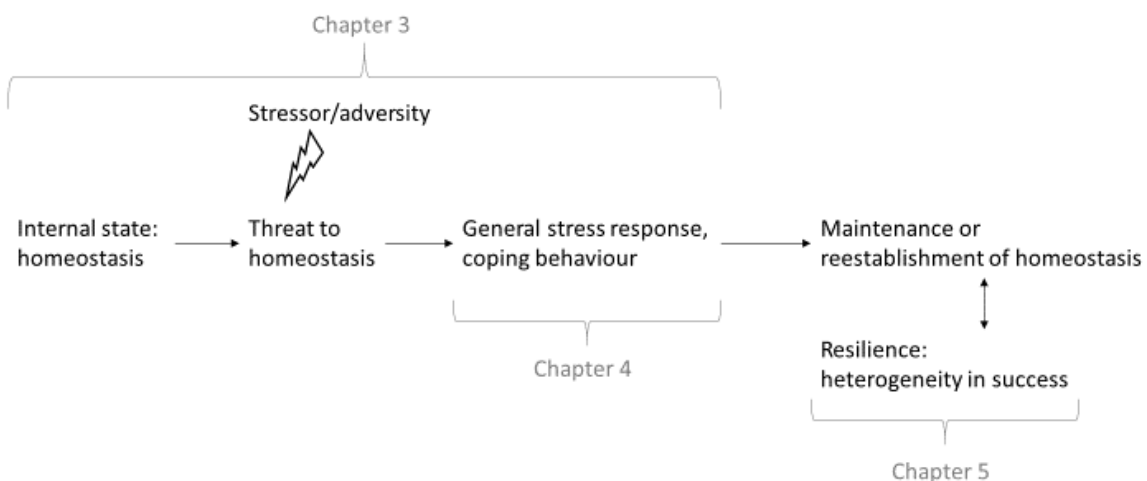 Chapter 3
Stressor/adversity
Internal state:
homeostasis
Threat to
homeostasis
General stress response,
coping behaviour
Maintenance or
reestablishment of homeostasis
Chapter 4
Resilience:
heterogeneity in success
Chapter 5